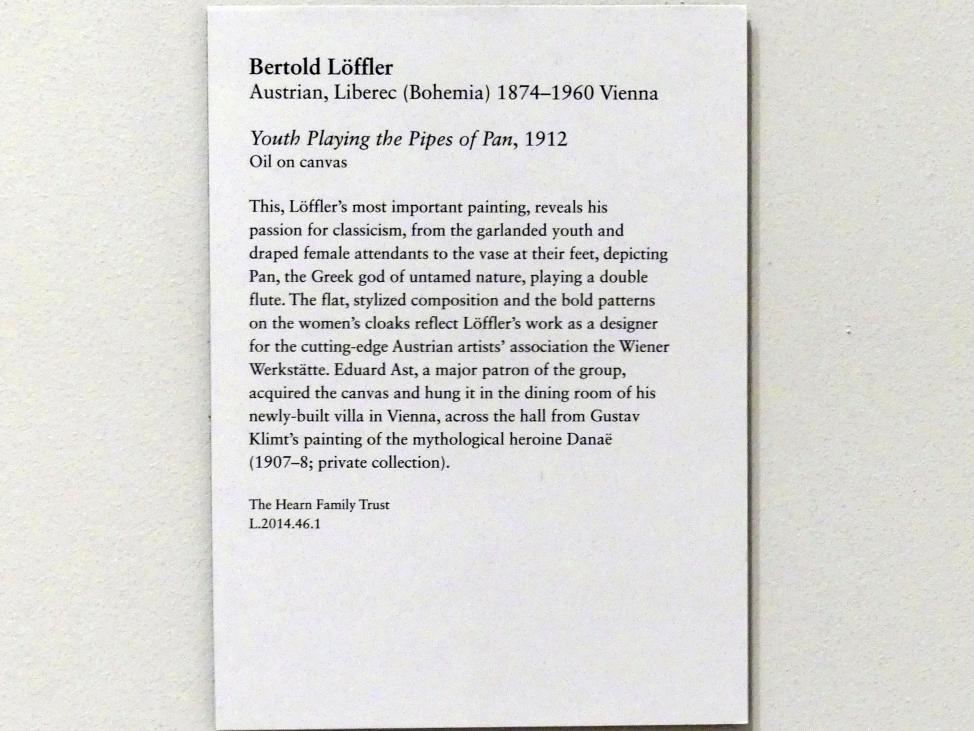 Bertold Löffler
Austrian, Liberec (Bohemia) 1874–1960 Vienna
Youth Playing the Pipes of Pan, 1912
Oil on canvas
This, Löffler’s most important painting, reveals his
passion for classicism, from the garlanded youth and
draped female attendants to the vase at their feet, depicting
Pan, the Greek god of untamed nature, playing a double
flute. The flat, stylized composition and the bold patterns
on the women’s cloaks reflect Löffler’s work as a designer
for the cutting-edge Austrian artists’ association the Wiener
Werkstätte. Eduard Ast, a major patron of the group,
acquired the canvas and hung it in the dining room of his
newly-built villa in Vienna, across the hall from Gustav
Klimt’s painting of the mythological heroine Danaë
(1907–8; private collection).
The Hearn Family Trust
L.2014.46.1